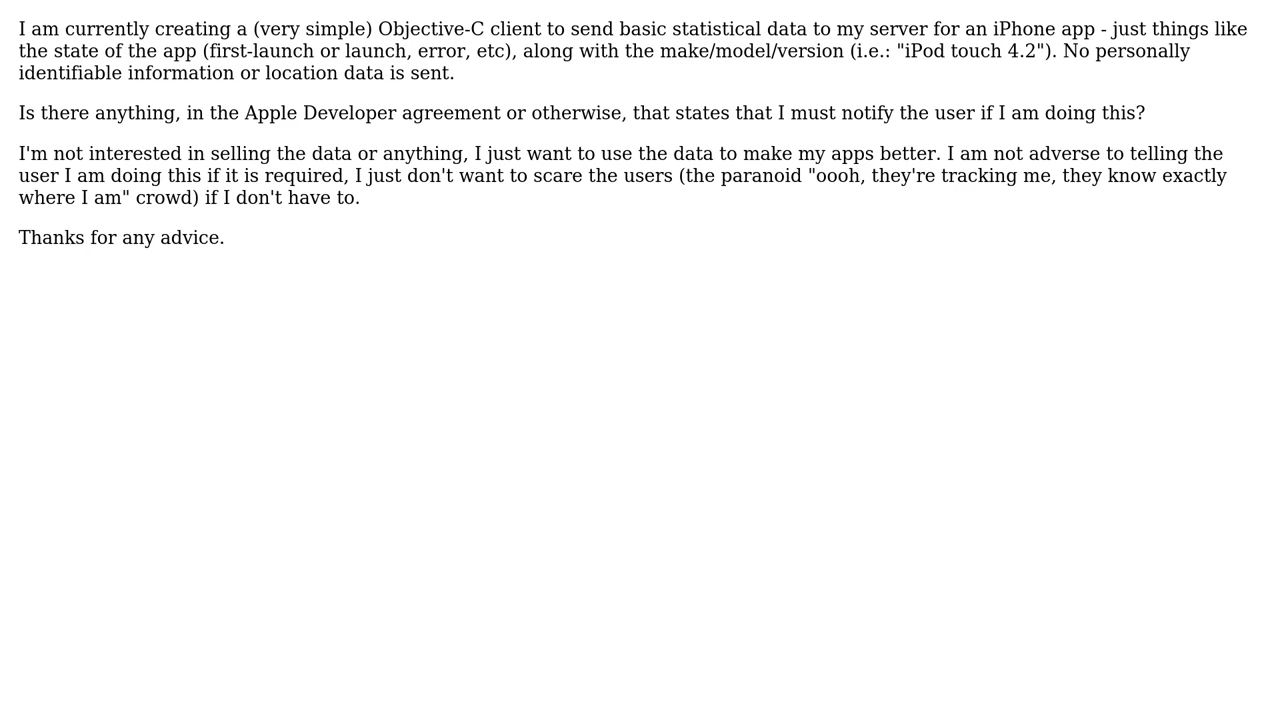 I am currently creating a (very simple) Objective-C client to send basic statistical data to my server for an iPhone app - just things like
the state of the app (first-launch or launch, error, etc), along with the make/model/version (i.e.: "iPod touch 4.2"). No personally
identifiable information or location data is sent.
Is there anything, in the Apple Developer agreement or otherwise, that states that I must notify the user if I am doing this?
I'm not interested in selling the data or anything, I just want to use the data to make my apps better. I am not adverse to telling the
user I am doing this if it is required, I just don't want to scare the users (the paranoid "oooh, they're tracking me, they know exactly
where I am" crowd) if I don't have to.
Thanks for any advice.